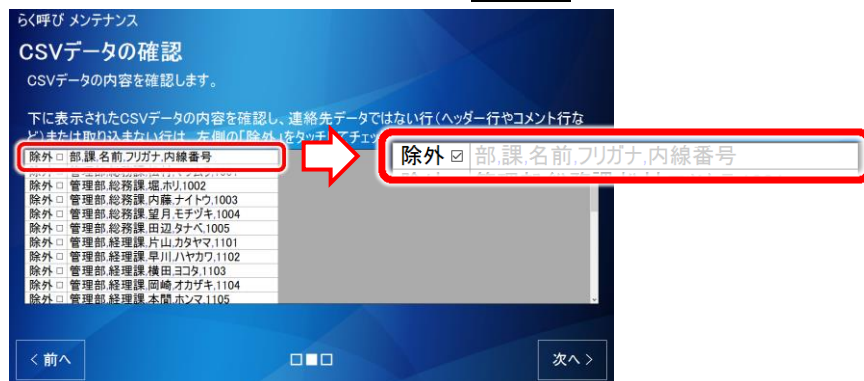 らく呼び メンテナンス
CSVデータの確認
CSVデータの内容を確認します。
下に表示されたCSVデータの内容を確認し、連絡先データではない行(ヘッダー行やコメント行な
ど)または取り込まない行は、左側の「除外」をタッチしてチェッ
除外 □ 部,課,名前,フリガナ,内線番号
除外 ☑ 部,課,名前,フリガナ,内線番号
除外 □ 管理部,総務課,堀,ホリ,1002
除外 □ 管理部,総務課,内藤,ナイトウ,1003
除外 □ 管理部,総務課,望月,モチヅキ,1004
除外 □ 管理部,総務課,田辺,タナベ,1005
除外 □ 管理部,経理課,片山,カタヤマ,1101
除外 □ 管理部,経理課,早川,ハヤカワ,1102
除外 □ 管理部,経理課,横田,ヨコタ,1103
除外 □ 管理部,経理課,岡崎,オカザキ,1104
除外 □ 管理部,経理課,本間,ホンマ,1105
< 前へ
次へ >